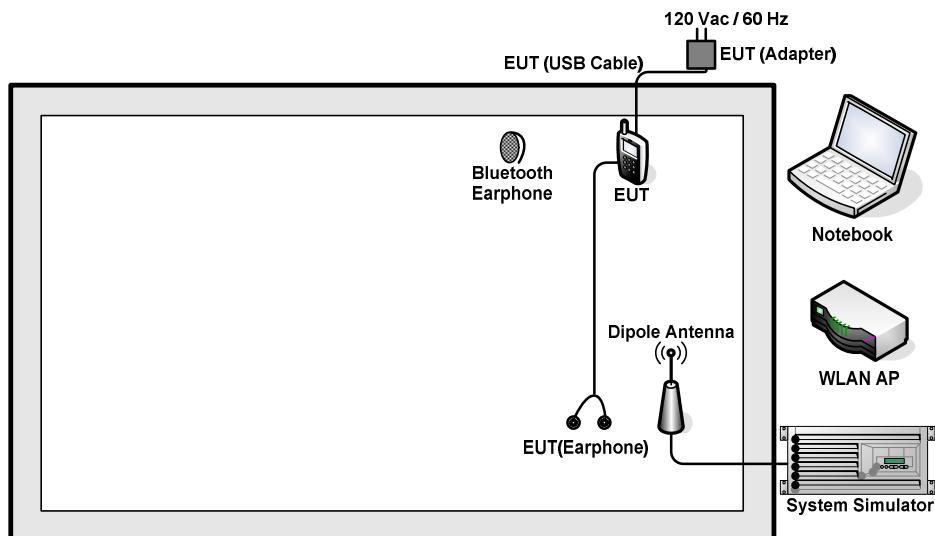 120 Vac / 60 Hz
EUT (USB Cable)
EUT (Adapter)
Bluetooth
Earphone
EUT
Notebook
Dipole Antenna
WLAN AP
EUT(Earphone)
System Simulator